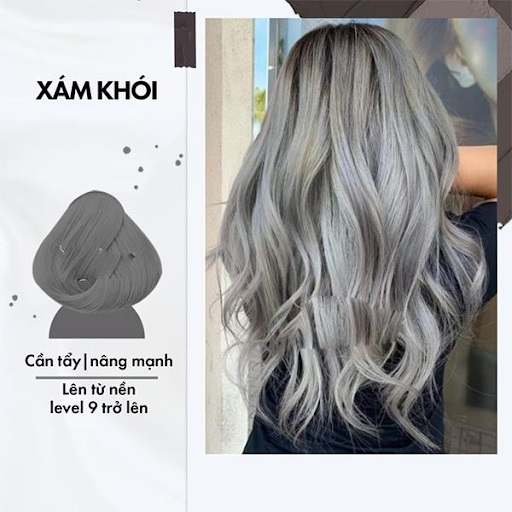 XÁM KHÓI
Cần tẩy|nâng mạnh
Lên từ nền
level 9 trở lên